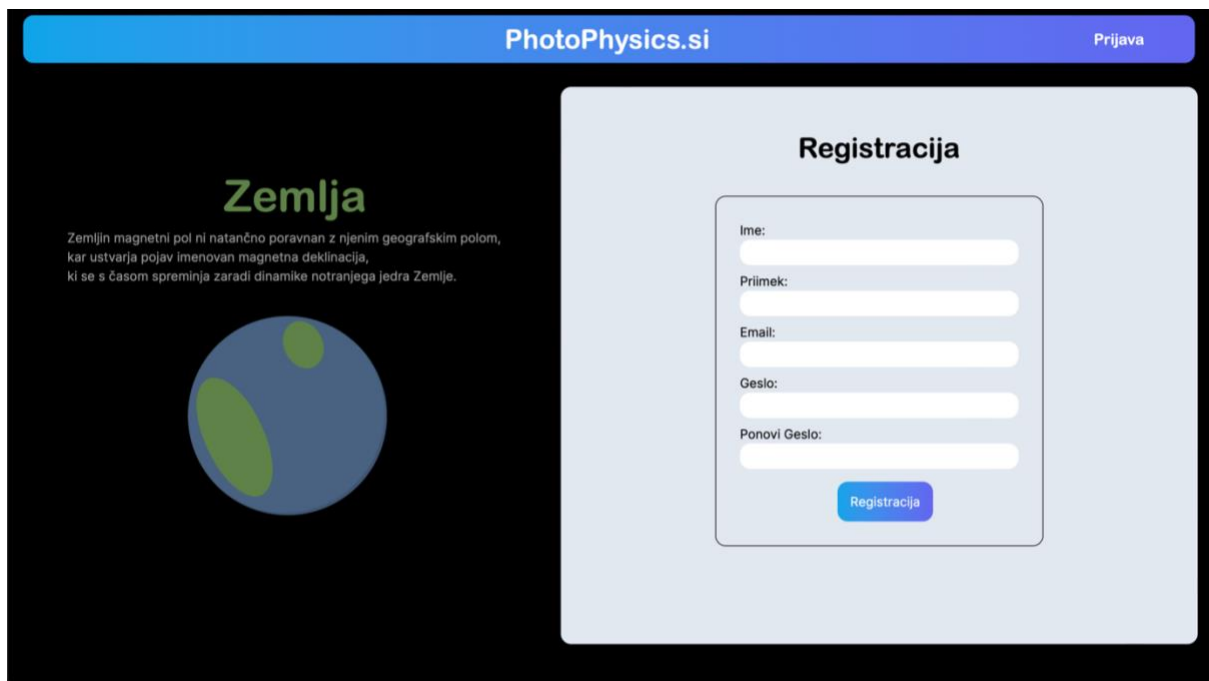 PhotoPhysics.si
Prijava
Zemlja
Zemljin magnetni pol ni natančno poravnan z njenim geografskim polom,
kar ustvarja pojav imenovan magnetna deklinacija,
ki se s časom spreminja zaradi dinamike notranjega jedra Zemlje.
Registracija
Ime:
Priimek:
Email:
Geslo:
Ponovi Geslo:
Registracija